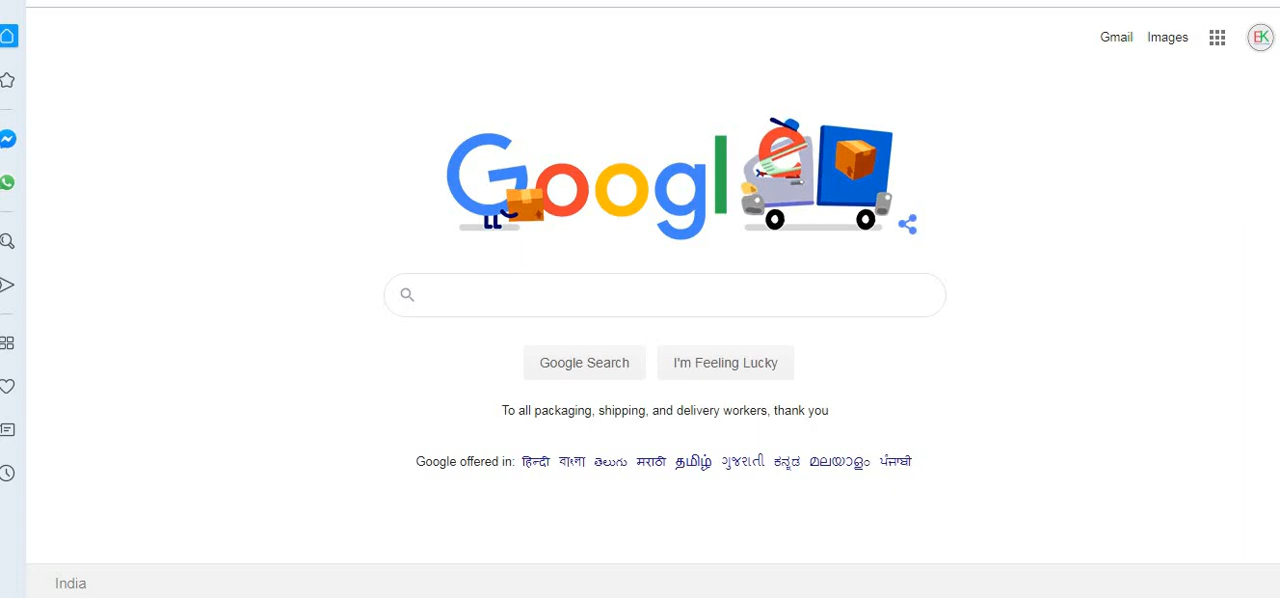 Gmail Images
EK
Google
Google Search I'm Feeling Lucky
To all packaging, shipping, and delivery workers, thank you
Google offered in: हिन्दी বাংলা తెలుగు मराठी தமிழ் ગુજરાતી ಕನ್ನಡ മലയാളം ਪੰਜਾਬੀ
India